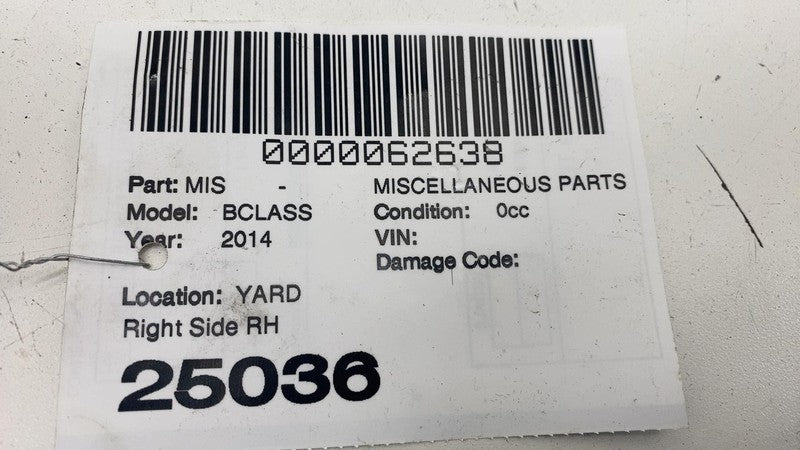 0000062638
Part: MIS - MISCELLANEOUS PARTS
Model: BCLASS Condition: 0cc
Year: 2014 VIN:
Damage Code:
Location: YARD
Right Side RH
25036